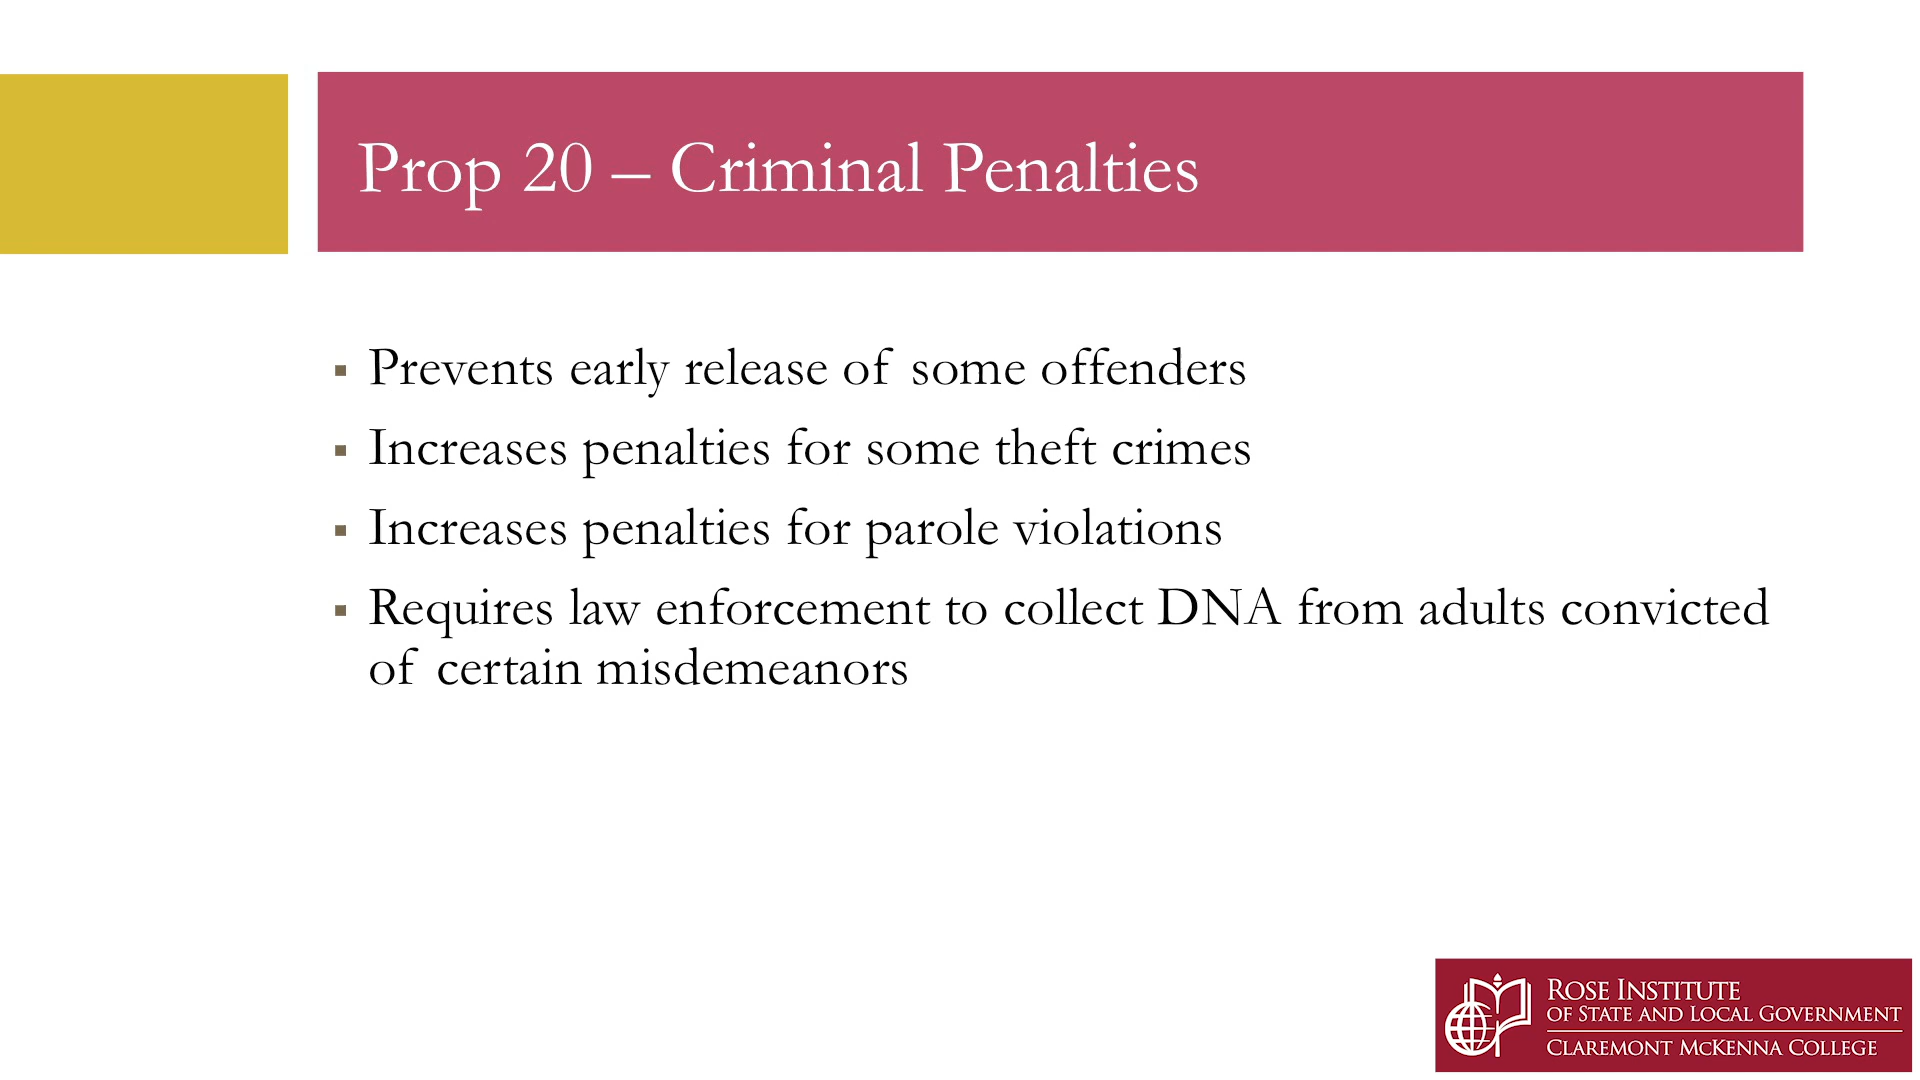 Prop 20 – Criminal Penalties
▪ Prevents early release of some offenders
▪ Increases penalties for some theft crimes
▪ Increases penalties for parole violations
▪ Requires law enforcement to collect DNA from adults convicted
of certain misdemeanors
ROSE INSTITUTE
OF STATE AND LOCAL GOVERNMENT
CLAREMONT MCKENNA COLLEGE